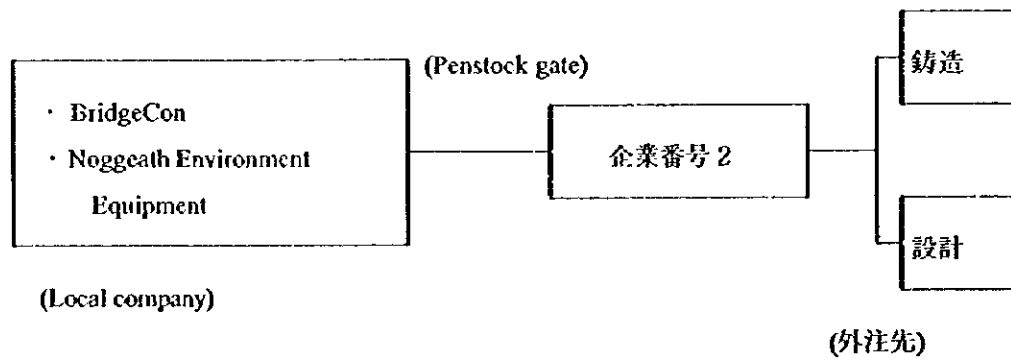 (Penstock gate)
・ BridgeCon
・ Noggeath Environment
Equipment
(Local company)
企業番号２
鋳造
設計
(外注先)